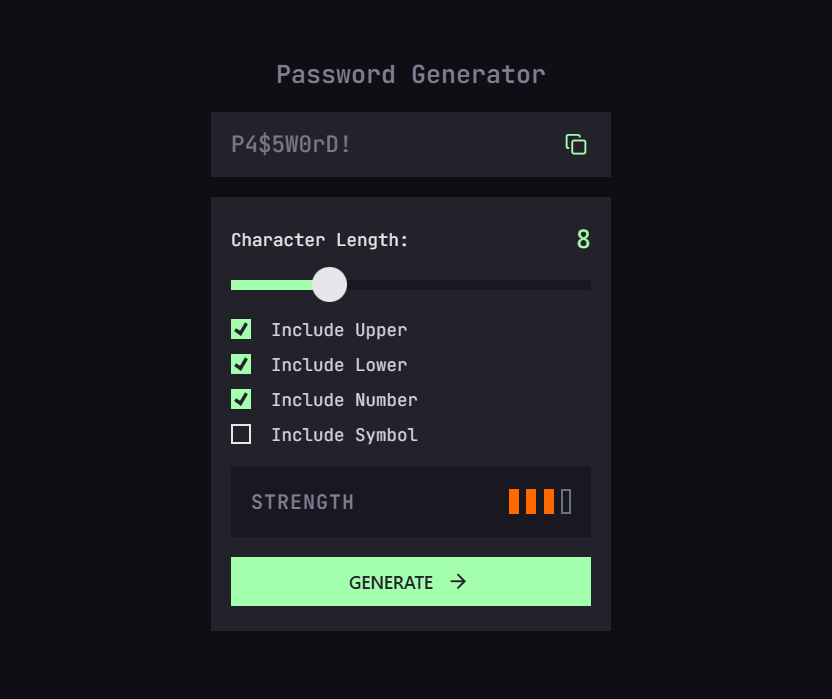 Password Generator
P4$5W0rD!
Character Length: 8
Include Upper
Include Lower
Include Number
Include Symbol
STRENGTH
GENERATE →